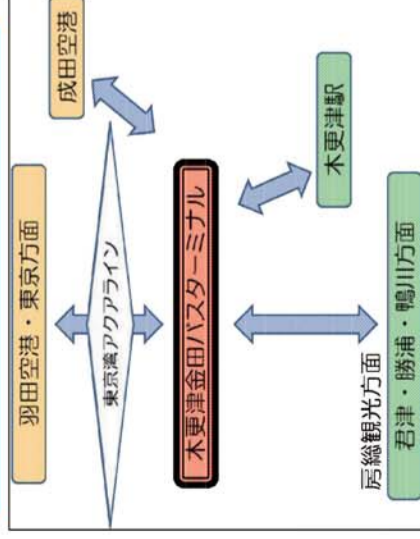 羽田空港・東京方面
成田空港
東京湾アクアライン
木更津金田バスターミナル
木更津駅
房総観光方面
君津・勝浦・鴨川方面